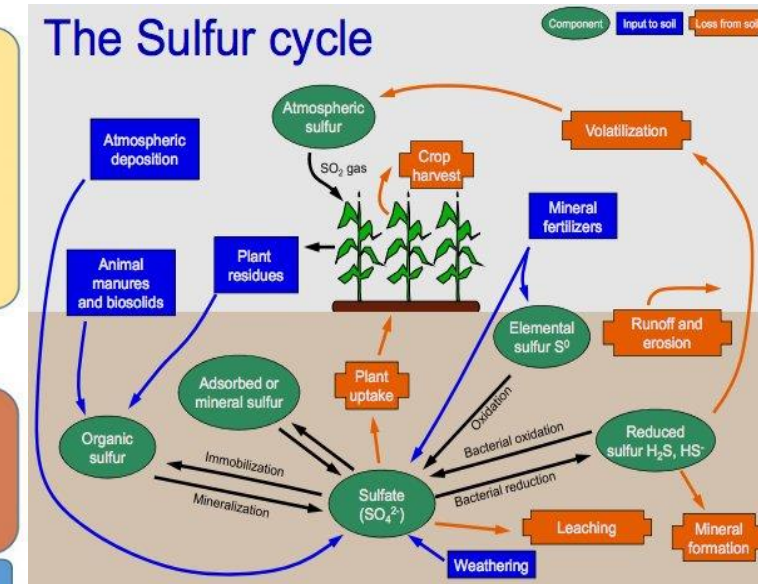 The Sulfur cycle
Component
Input to soil
Loss from soil
Atmospheric
sulfur
Volatilization
Atmospheric
deposition
SO₂ gas
Crop
harvest
Mineral
fertilizers
Animal
manures
and biosolids
Plant
residues
Elemental
sulfur S⁰
Runoff and
erosion
Adsorbed or
mineral sulfur
Plant
uptake
Oxidation
Organic
sulfur
Immobilization
Mineralization
Bacterial oxidation
Bacterial reduction
Reduced
sulfur H₂S, HS⁻
Sulfate
(SO₄²⁻)
Leaching
Mineral
formation
Weathering